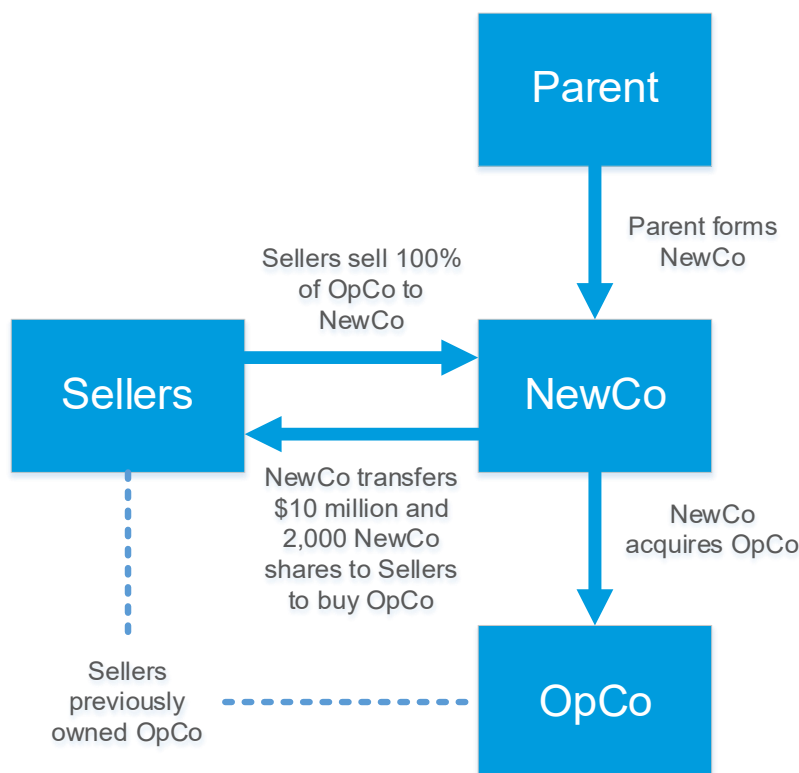 Parent
Parent forms
NewCo
Sellers sell 100%
of OpCo to
NewCo
Sellers
NewCo
NewCo transfers
$10 million and
2,000 NewCo
shares to Sellers
to buy OpCo
NewCo
acquires OpCo
Sellers
previously
owned OpCo
OpCo